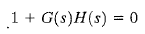 1 + G(s)H(s) = 0